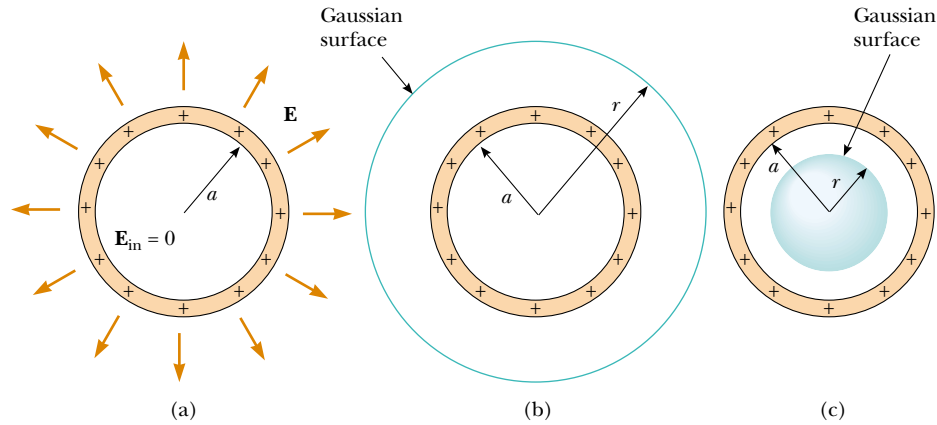 Gaussian
surface
Gaussian
surface
E
a
E_in = 0
r
a
a
r
+ + + + + + + + + + + +
+ + + + + + + + + + + +
+ + + + + + + + + + + +
(a)
(b)
(c)